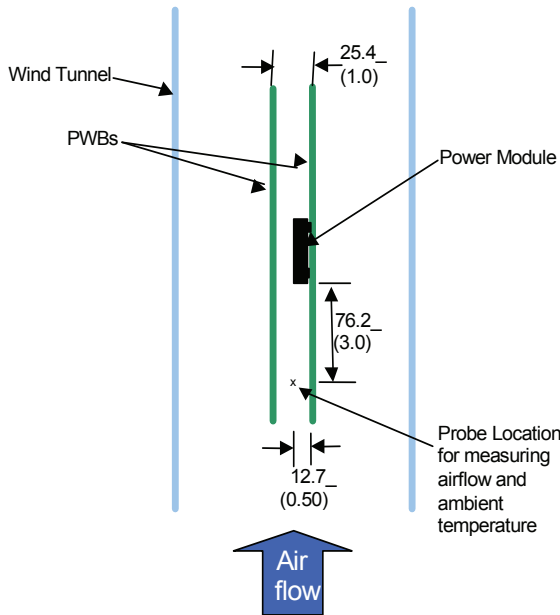 25.4_
(1.0)
Wind Tunnel
PWBs
Power Module
76.2_
(3.0)
x
Probe Location
for measuring
airflow and
ambient
temperature
12.7_
(0.50)
Air
flow